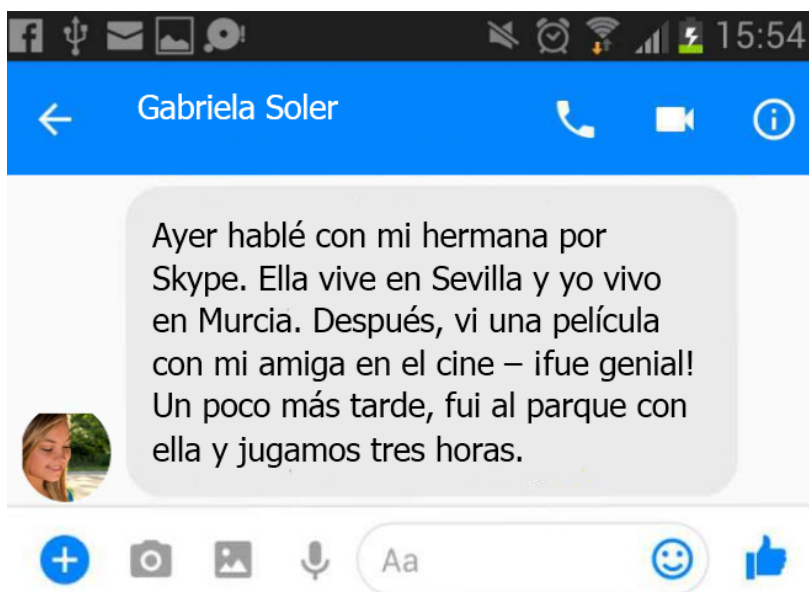 15:54
Gabriela Soler
Ayer hablé con mi hermana por
Skype. Ella vive en Sevilla y yo vivo
en Murcia. Después, vi una película
con mi amiga en el cine – ¡fue genial!
Un poco más tarde, fui al parque con
ella y jugamos tres horas.
Aa